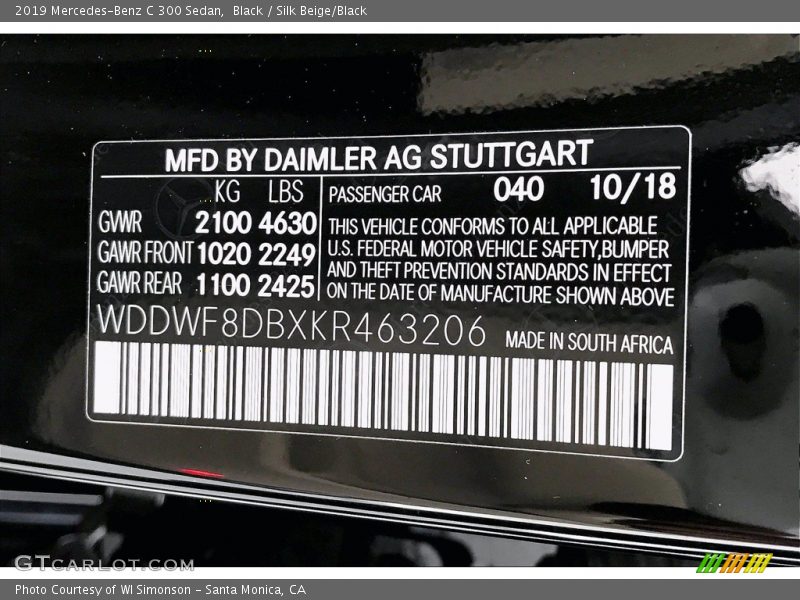 2019 Mercedes-Benz C 300 Sedan,  Black / Silk Beige/Black
MFD BY DAIMLER AG STUTTGART
KG LBS
PASSENGER CAR 040 10/18
GVWR 2100 4630
GAWR FRONT 1020 2249
GAWR REAR 1100 2425
THIS VEHICLE CONFORMS TO ALL APPLICABLE
U.S. FEDERAL MOTOR VEHICLE SAFETY,BUMPER
AND THEFT PREVENTION STANDARDS IN EFFECT
ON THE DATE OF MANUFACTURE SHOWN ABOVE
WDDWF8DBXKR463206
MADE IN SOUTH AFRICA
GTcarlot.com
Photo Courtesy of WI Simonson - Santa Monica, CA